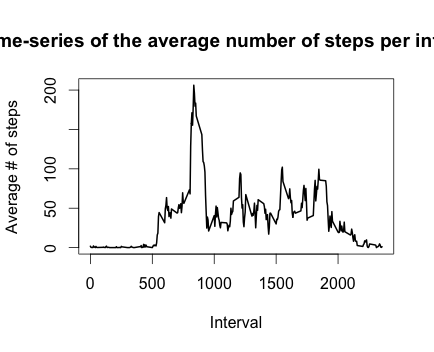 me-series of the average number of steps per in
Average # of steps
200
100
50
0
0 500 1000 1500 2000
Interval